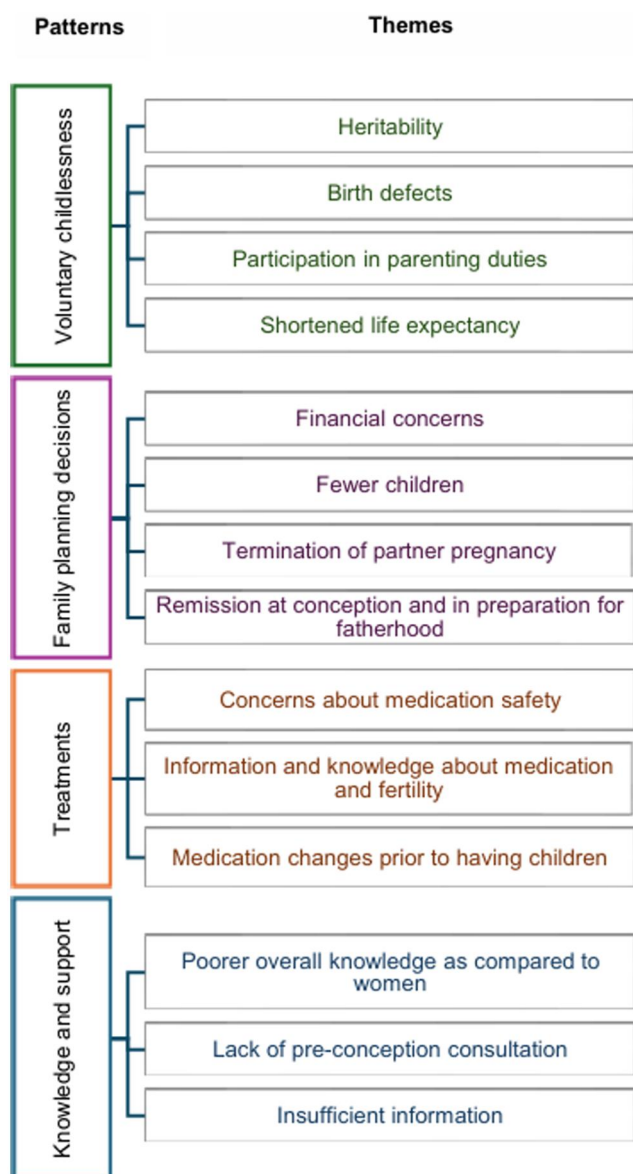 Patterns
Themes
Voluntary childlessness
Heritability
Birth defects
Participation in parenting duties
Shortened life expectancy
Family planning decisions
Financial concerns
Fewer children
Termination of partner pregnancy
Remission at conception and in preparation for
fatherhood
Treatments
Concerns about medication safety
Information and knowledge about medication
and fertility
Medication changes prior to having children
Knowledge and support
Poorer overall knowledge as compared to
women
Lack of pre-conception consultation
Insufficient information